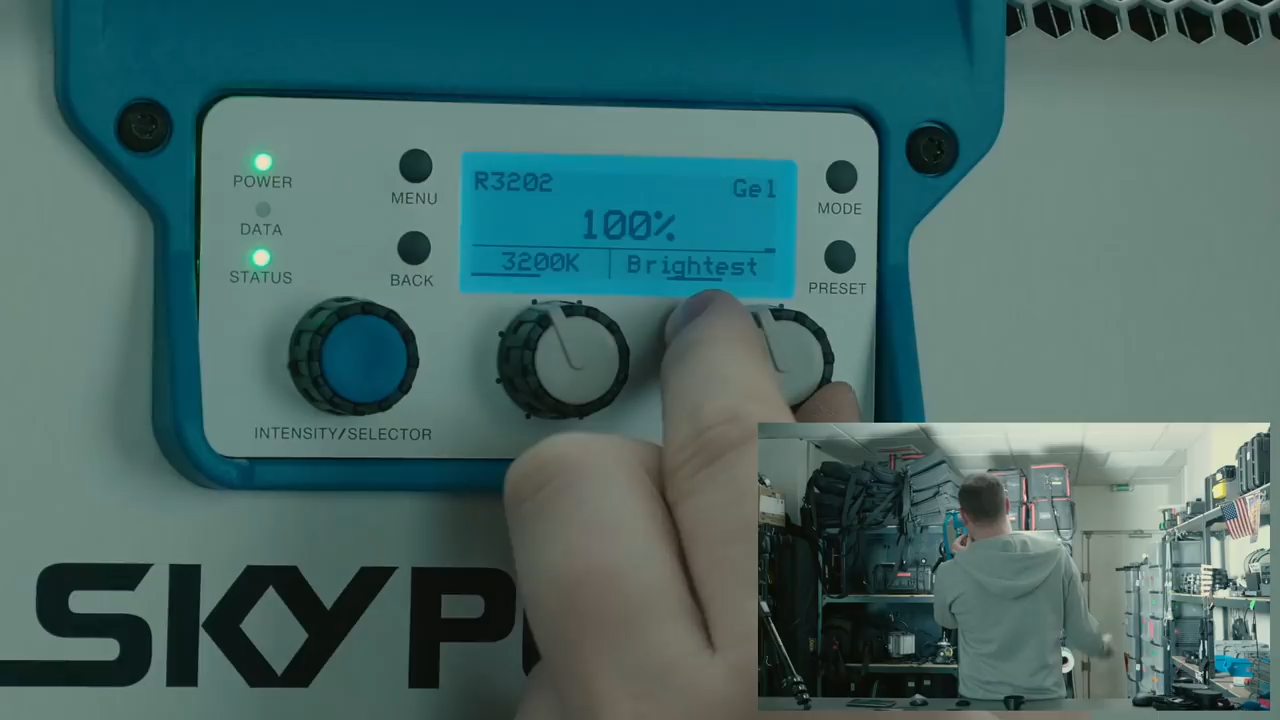 POWER
DATA
STATUS
MENU
BACK
R3202 Gel
100%
3200K Brightest
MODE
PRESET
INTENSITY/SELECTOR
SKYP